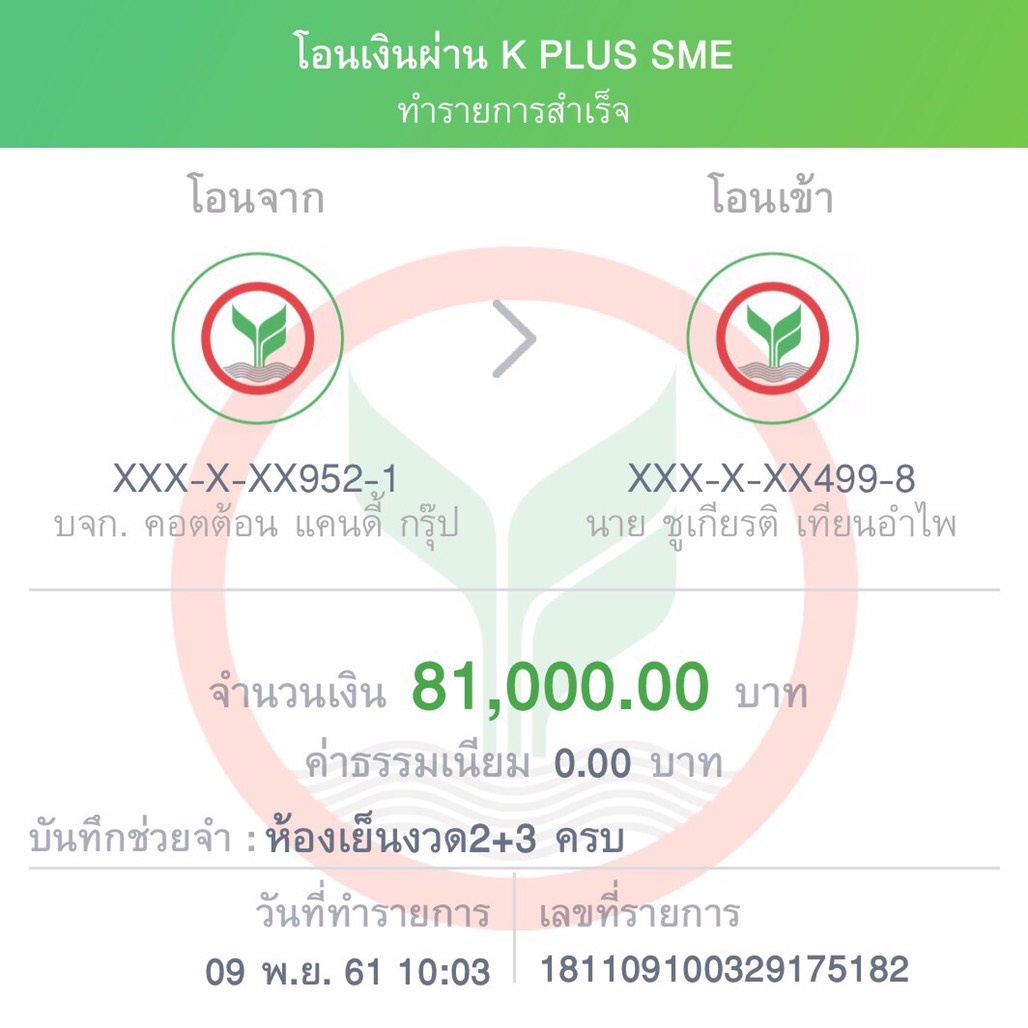 โอนเงินผ่าน K PLUS SME
ทำรายการสำเร็จ
โอนจาก
โอนเข้า
XXX-X-XX952-1
บจก. คอตต้อน แคนดี้ กรุ๊ป
XXX-X-XX499-8
นาย ชูเกียรติ เทียนอำไพ
จำนวนเงิน 81,000.00 บาท
ค่าธรรมเนียม 0.00 บาท
บันทึกช่วยจำ : ห้องเย็นงวด2+3 ครบ
วันที่ทำรายการ
09 พ.ย. 61 10:03
เลขที่รายการ
181109100329175182